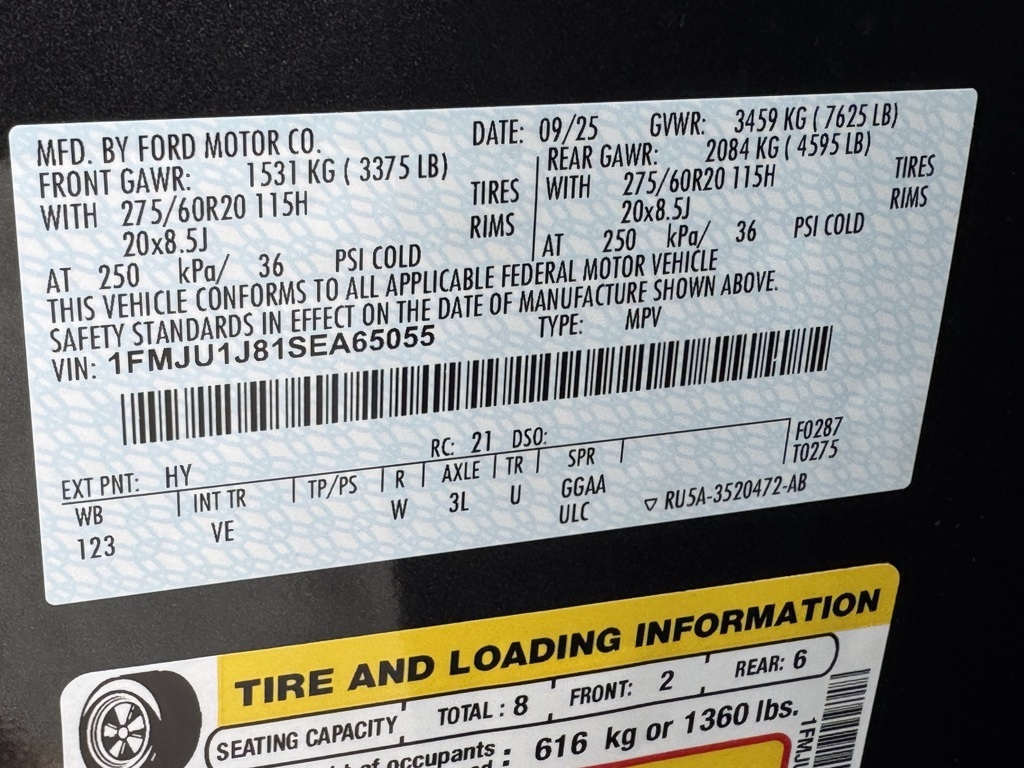 MFD. BY FORD MOTOR CO. DATE: 09/25 GVWR: 3459 KG ( 7625 LB)
FRONT GAWR: 1531 KG ( 3375 LB) REAR GAWR: 2084 KG ( 4595 LB)
WITH 275/60R20 115H TIRES WITH 275/60R20 115H TIRES
20x8.5J RIMS 20x8.5J RIMS
AT 250 kPa/ 36 PSI COLD AT 250 kPa/ 36 PSI COLD
THIS VEHICLE CONFORMS TO ALL APPLICABLE FEDERAL MOTOR VEHICLE
SAFETY STANDARDS IN EFFECT ON THE DATE OF MANUFACTURE SHOWN ABOVE.
VIN: 1FMJU1J81SEA65055 TYPE: MPV
EXT PNT: HY RC: 21 DSO: F0287
T0275
WB INT TR TP/PS R AXLE TR SPR
123 VE W 3L U GGAA
ULC ▽ RU5A-3520472-AB
TIRE AND LOADING INFORMATION
SEATING CAPACITY TOTAL : 8 FRONT: 2 REAR: 6
of occupants : 616 kg or 1360 lbs.